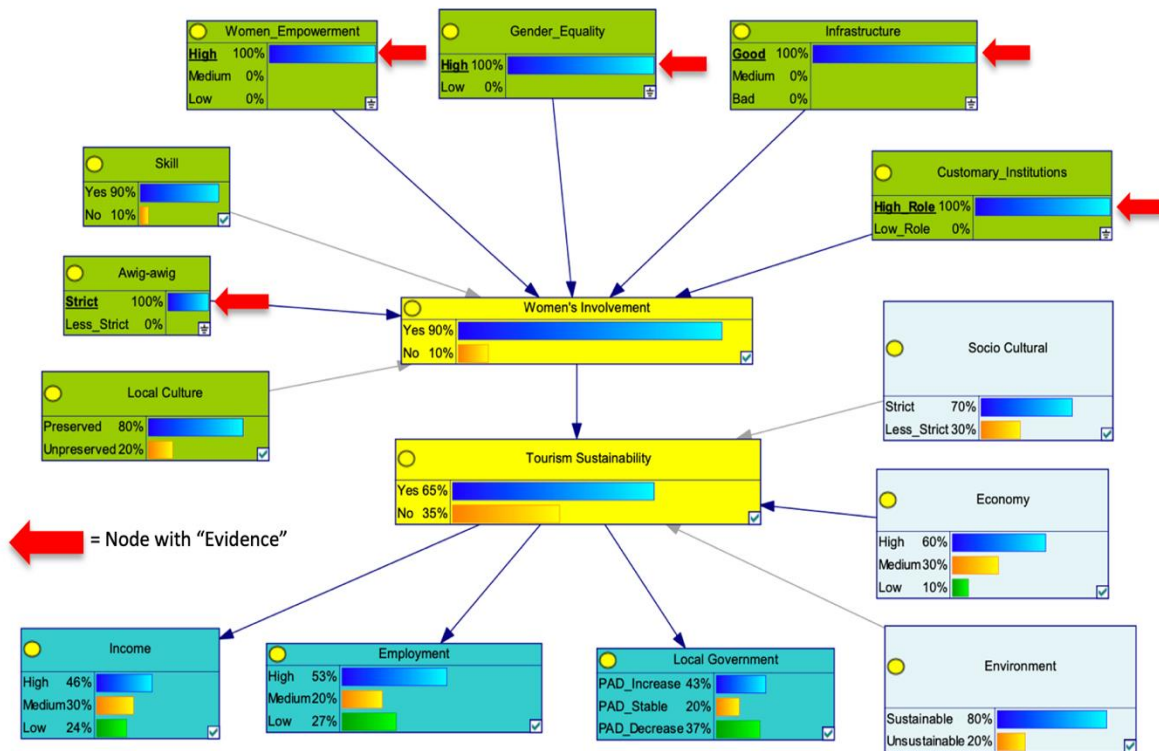 Women_Empowerment
High 100%
Medium 0%
Low 0%
Gender_Equality
High 100%
Low 0%
Infrastructure
Good 100%
Medium 0%
Bad 0%
Skill
Yes 90%
No 10%
Customary_Institutions
High_Role 100%
Low_Role 0%
Awig-awig
Strict 100%
Less_Strict 0%
Women's Involvement
Yes 90%
No 10%
Socio Cultural
Strict 70%
Less_Strict 30%
Local Culture
Preserved 80%
Unpreserved 20%
Tourism Sustainability
Yes 65%
No 35%
Economy
High 60%
Medium 30%
Low 10%
= Node with “Evidence”
Income
High 46%
Medium 30%
Low 24%
Employment
High 53%
Medium 20%
Low 27%
Local Government
PAD_Increase 43%
PAD_Stable 20%
PAD_Decrease 37%
Environment
Sustainable 80%
Unsustainable 20%